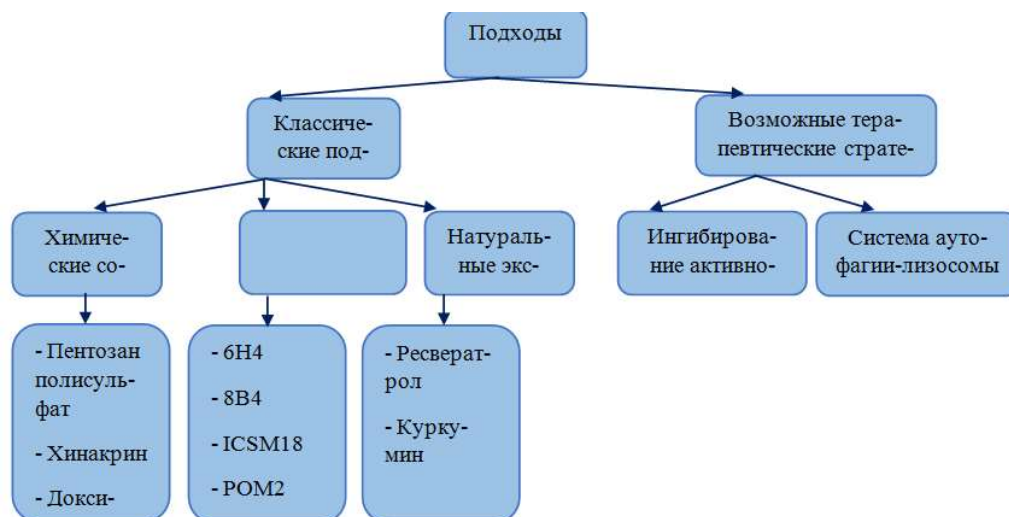 Подходы
Классиче-
ские под-
Возможные тера-
певтические страте-
Химиче-
ские со-
Натураль-
ные экс-
Ингибирова-
ние активно-
Система ауто-
фагии-лизосомы
- Пентозан
полисуль-
фат
- Хинакрин
- Докси-
- 6H4
- 8B4
- ICSM18
- POM2
- Ресверат-
рол
- Курку-
мин